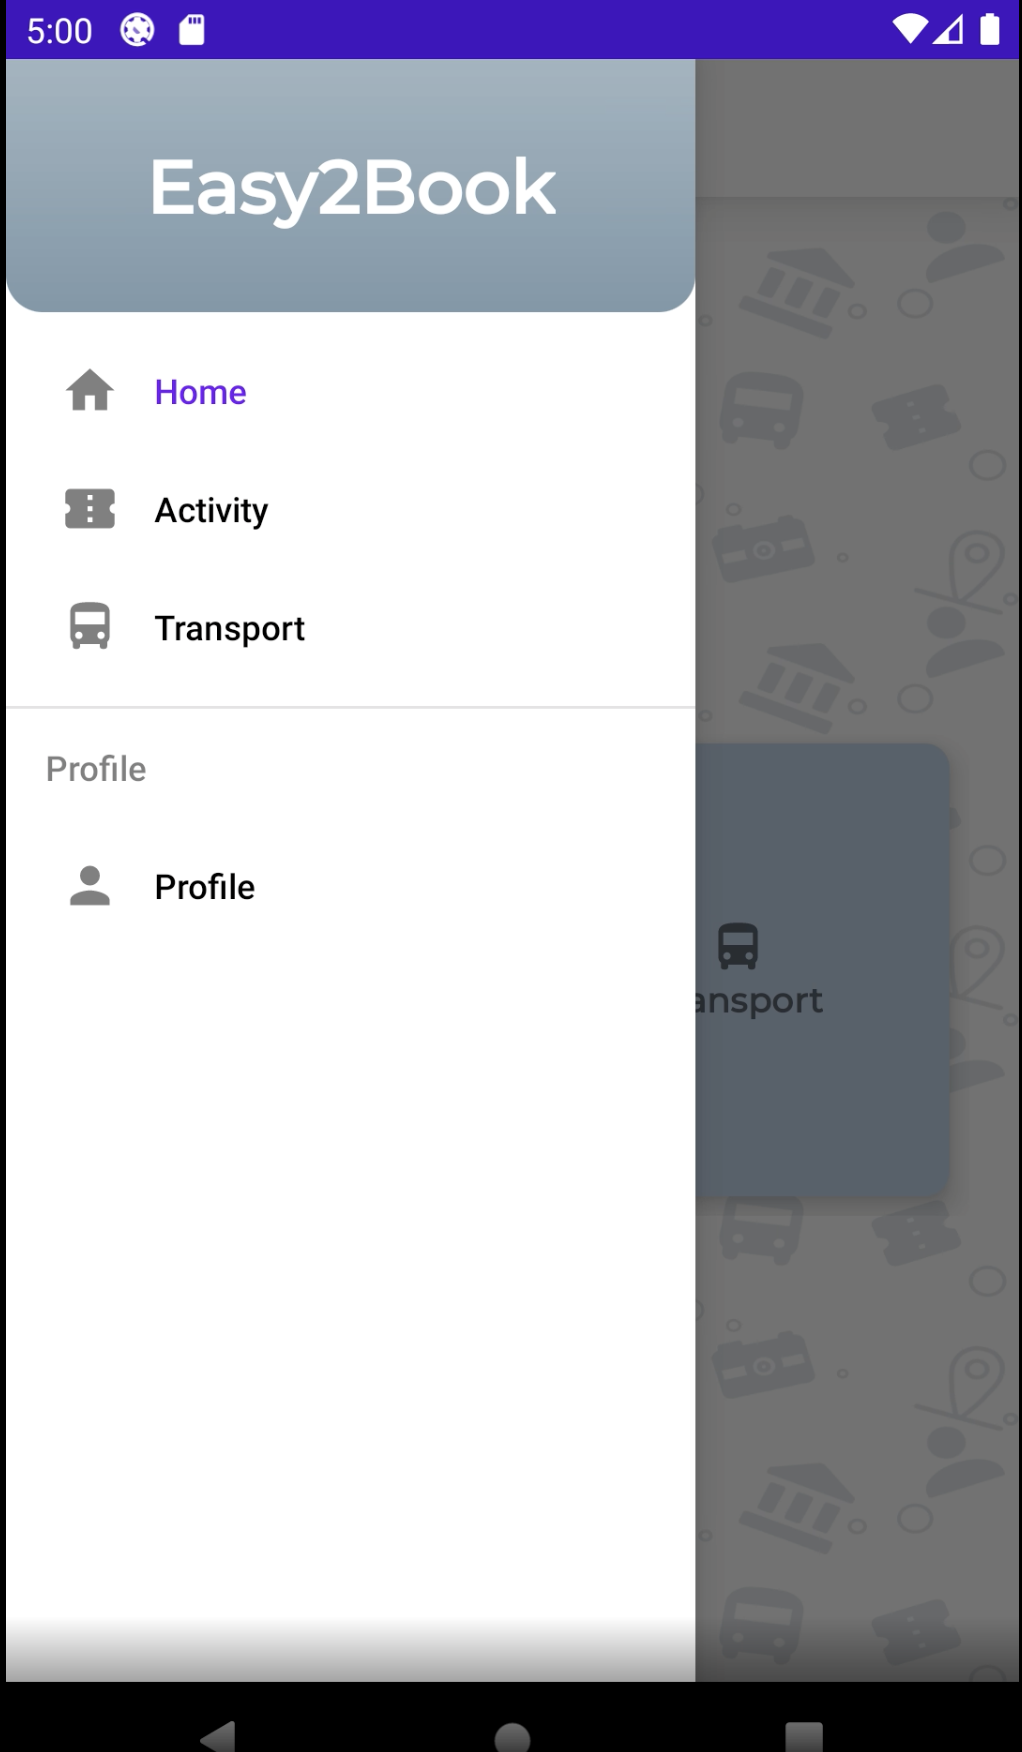 5:00
Easy2Book
Home
Activity
Transport
Profile
Profile
ansport